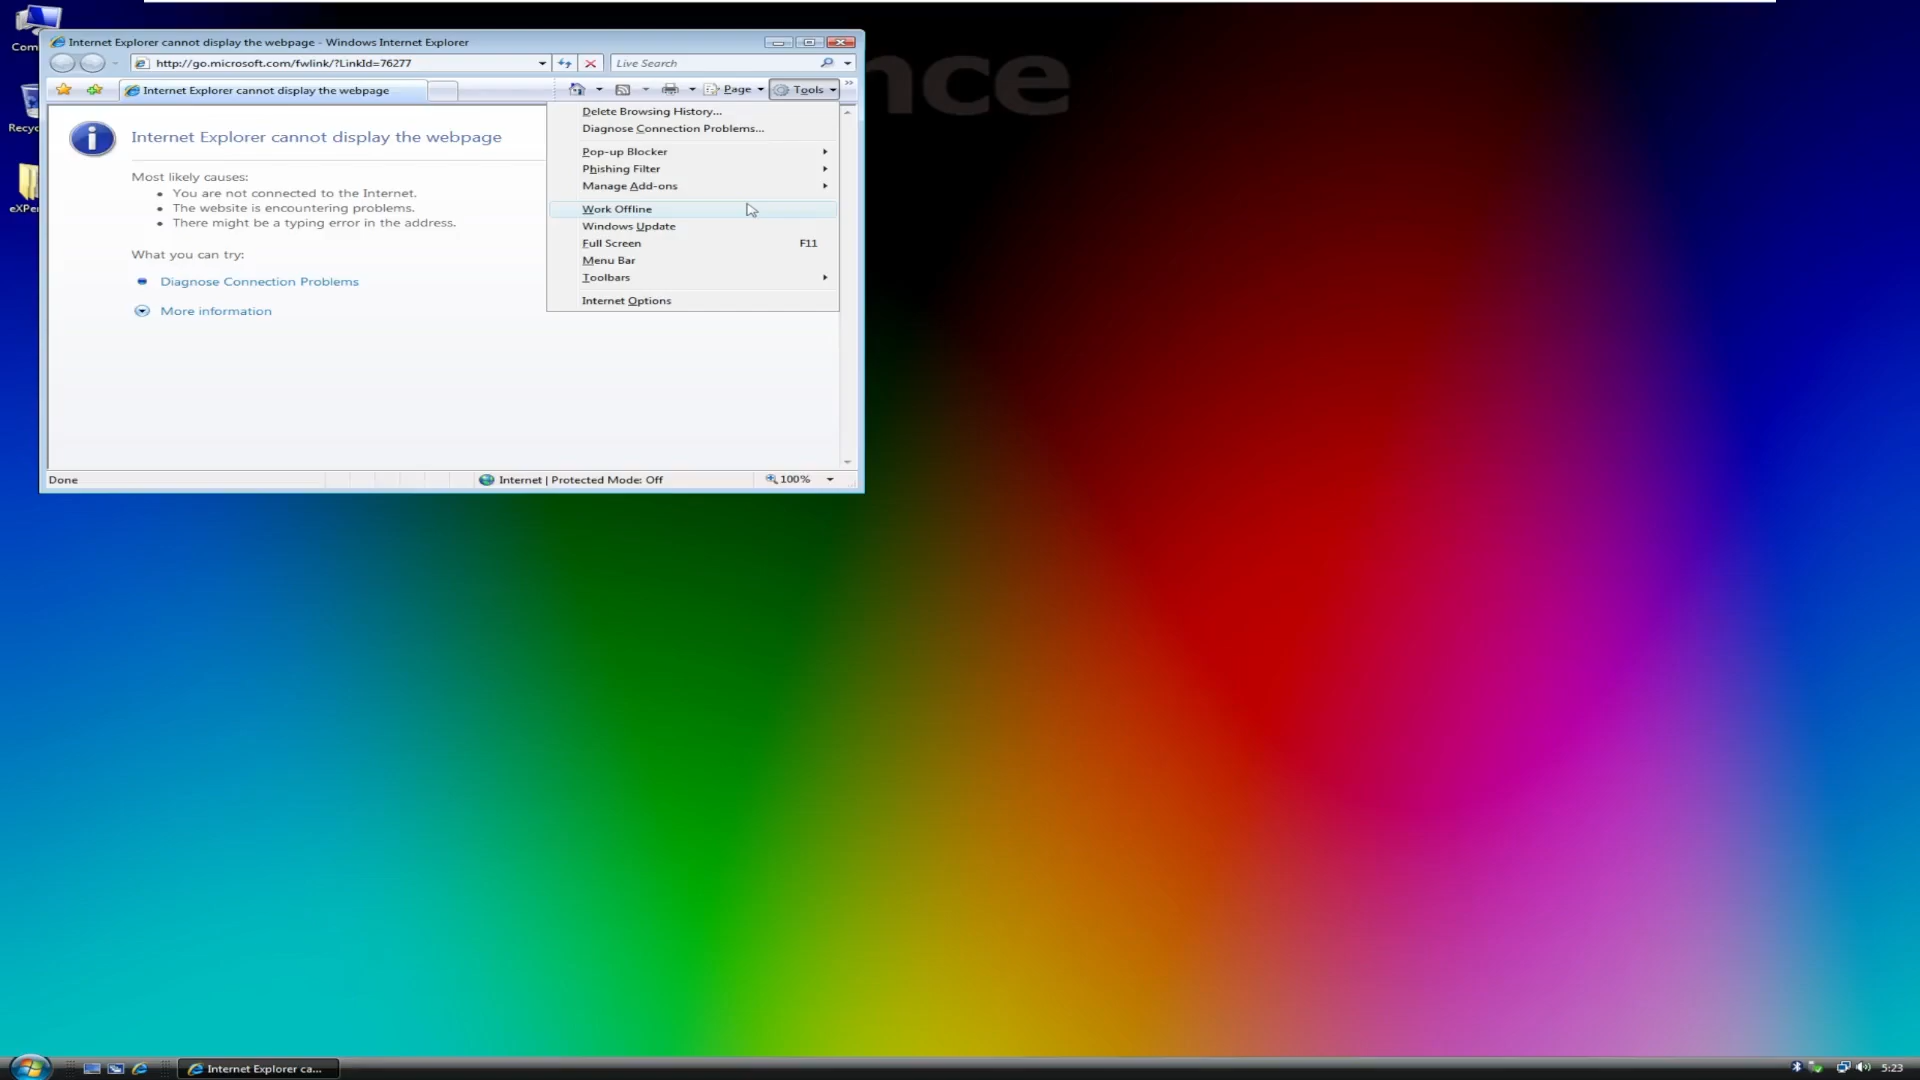 Internet Explorer cannot display the webpage - Windows Internet Explorer
http://go.microsoft.com/fwlink/?LinkId=76277
Live Search
Internet Explorer cannot display the webpage
Page
Tools
Delete Browsing History...
Diagnose Connection Problems...
Pop-up Blocker
Phishing Filter
Manage Add-ons
Work Offline
Windows Update
Full Screen F11
Menu Bar
Toolbars
Internet Options
Internet Explorer cannot display the webpage
Most likely causes:
You are not connected to the Internet.
The website is encountering problems.
There might be a typing error in the address.
What you can try:
Diagnose Connection Problems
More information
Done
Internet | Protected Mode: Off
100%
Internet Explorer ca...
5:23